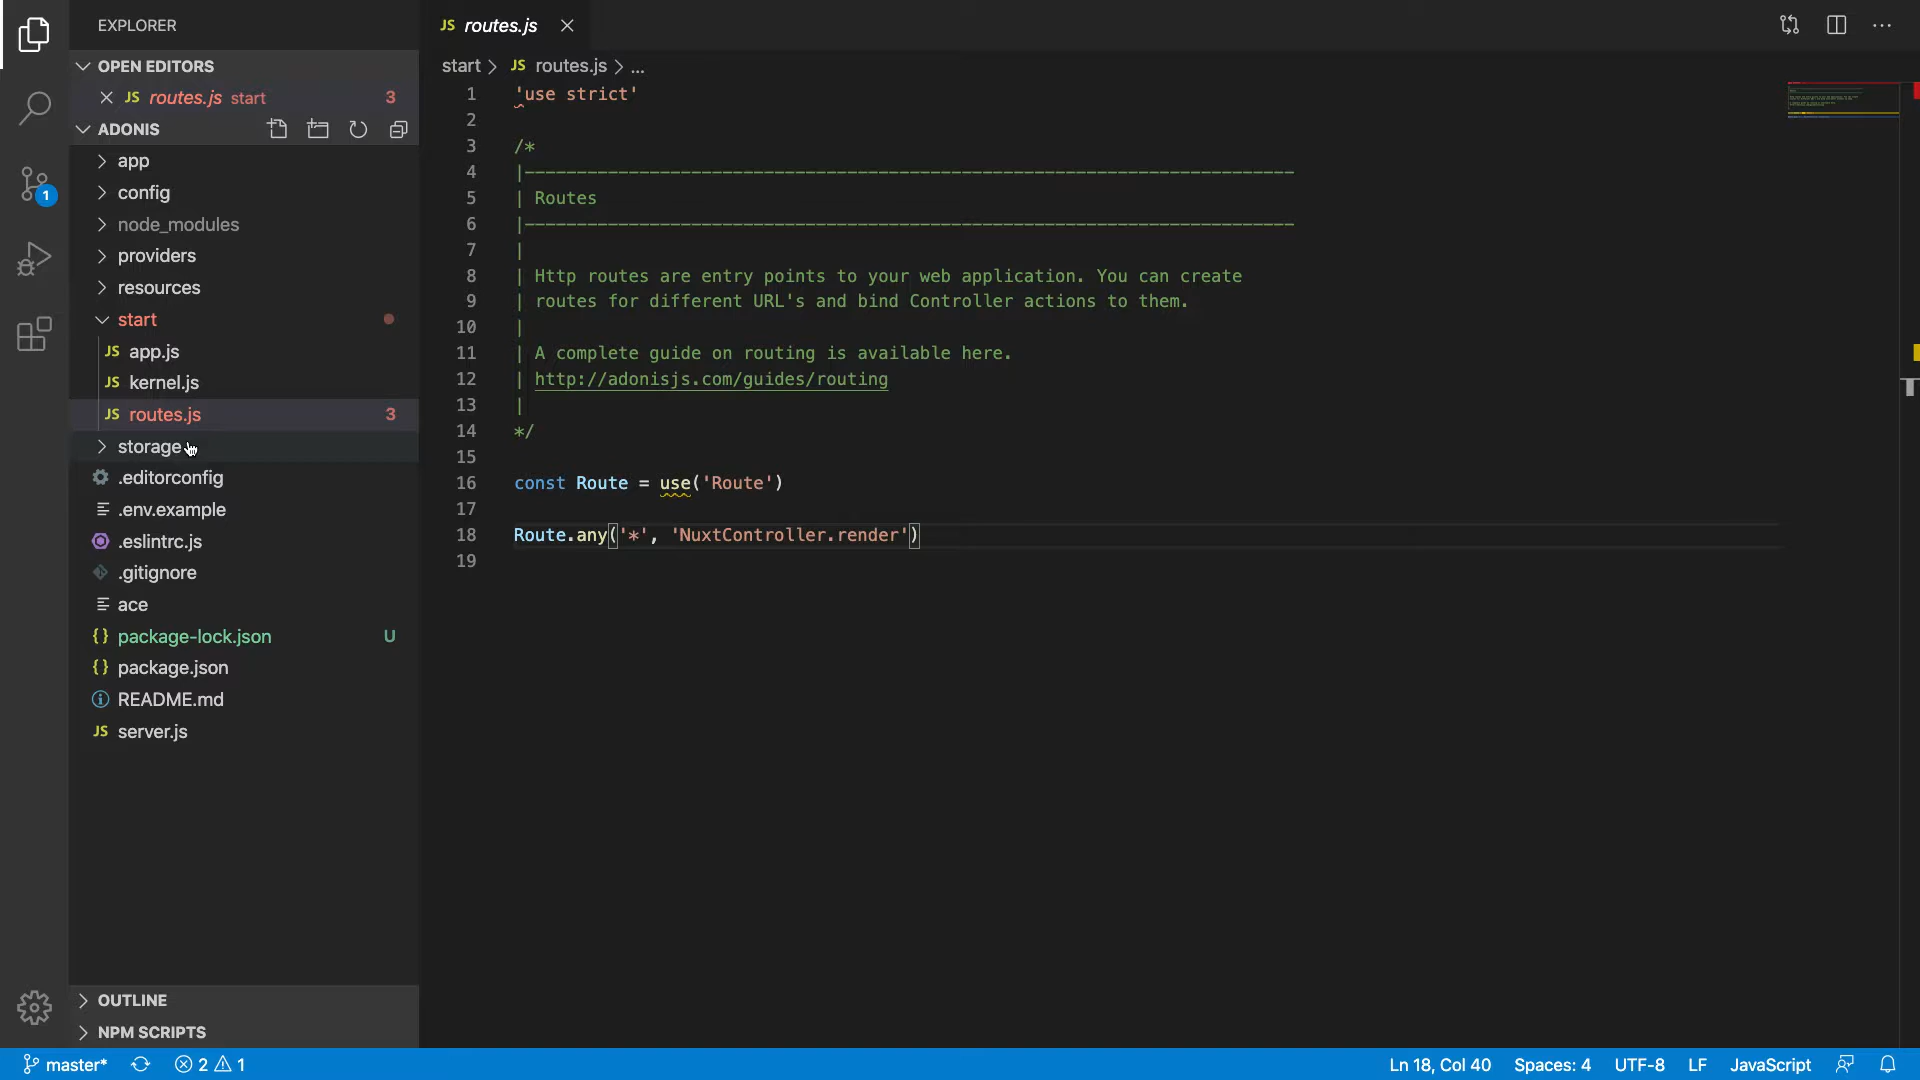 EXPLORER
OPEN EDITORS
JS routes.js start 3
ADONIS
app
config
node_modules
providers
resources
start
JS app.js
JS kernel.js
JS routes.js 3
storage
.editorconfig
.env.example
.eslintrc.js
.gitignore
ace
{} package-lock.json U
{} package.json
README.md
JS server.js
OUTLINE
NPM SCRIPTS
1
JS routes.js
start > JS routes.js > ...
1 'use strict'
2
3 /*
4 |--------------------------------------------------------------------------
5 | Routes
6 |--------------------------------------------------------------------------
7 |
8 | Http routes are entry points to your web application. You can create
9 | routes for different URL's and bind Controller actions to them.
10 |
11 | A complete guide on routing is available here.
12 | http://adonisjs.com/guides/routing
13 |
14 */
15
16 const Route = use('Route')
17
18 Route.any('*', 'NuxtController.render')
19
master* 2 1 Ln 18, Col 40 Spaces: 4 UTF-8 LF JavaScript